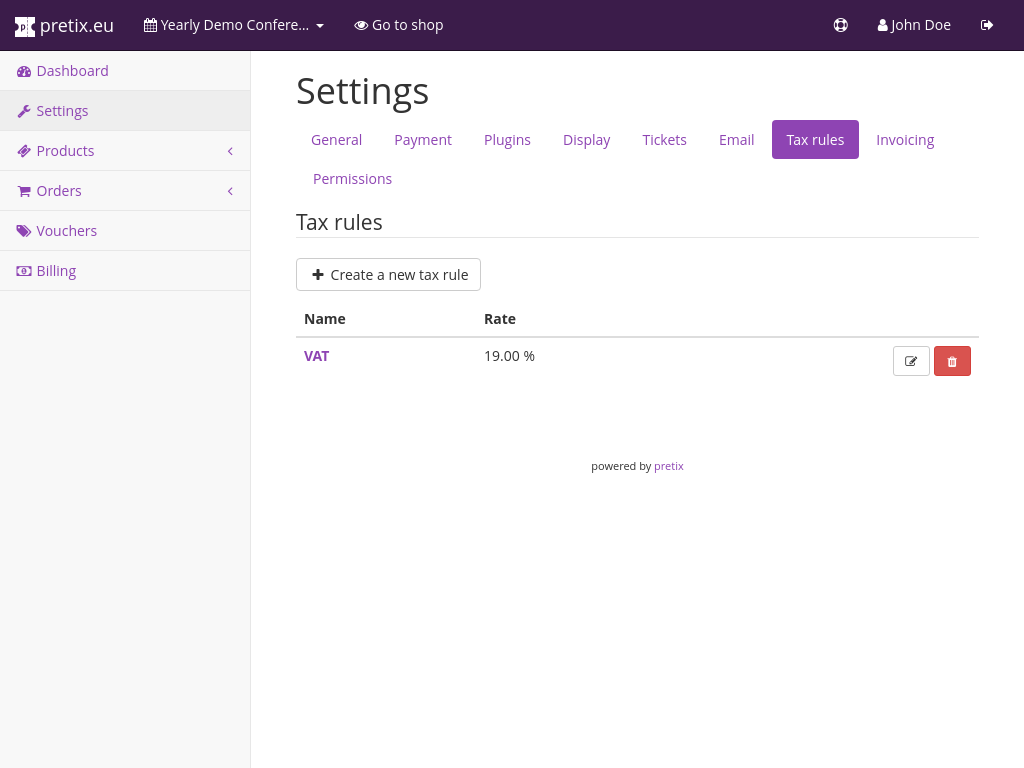 pretix.eu Yearly Demo Confere... Go to shop John Doe
Dashboard
Settings
Products
Orders
Vouchers
Billing
Settings
General Payment Plugins Display Tickets Email Tax rules Invoicing
Permissions
Tax rules
Create a new tax rule
Name Rate
VAT 19.00 %
powered by pretix